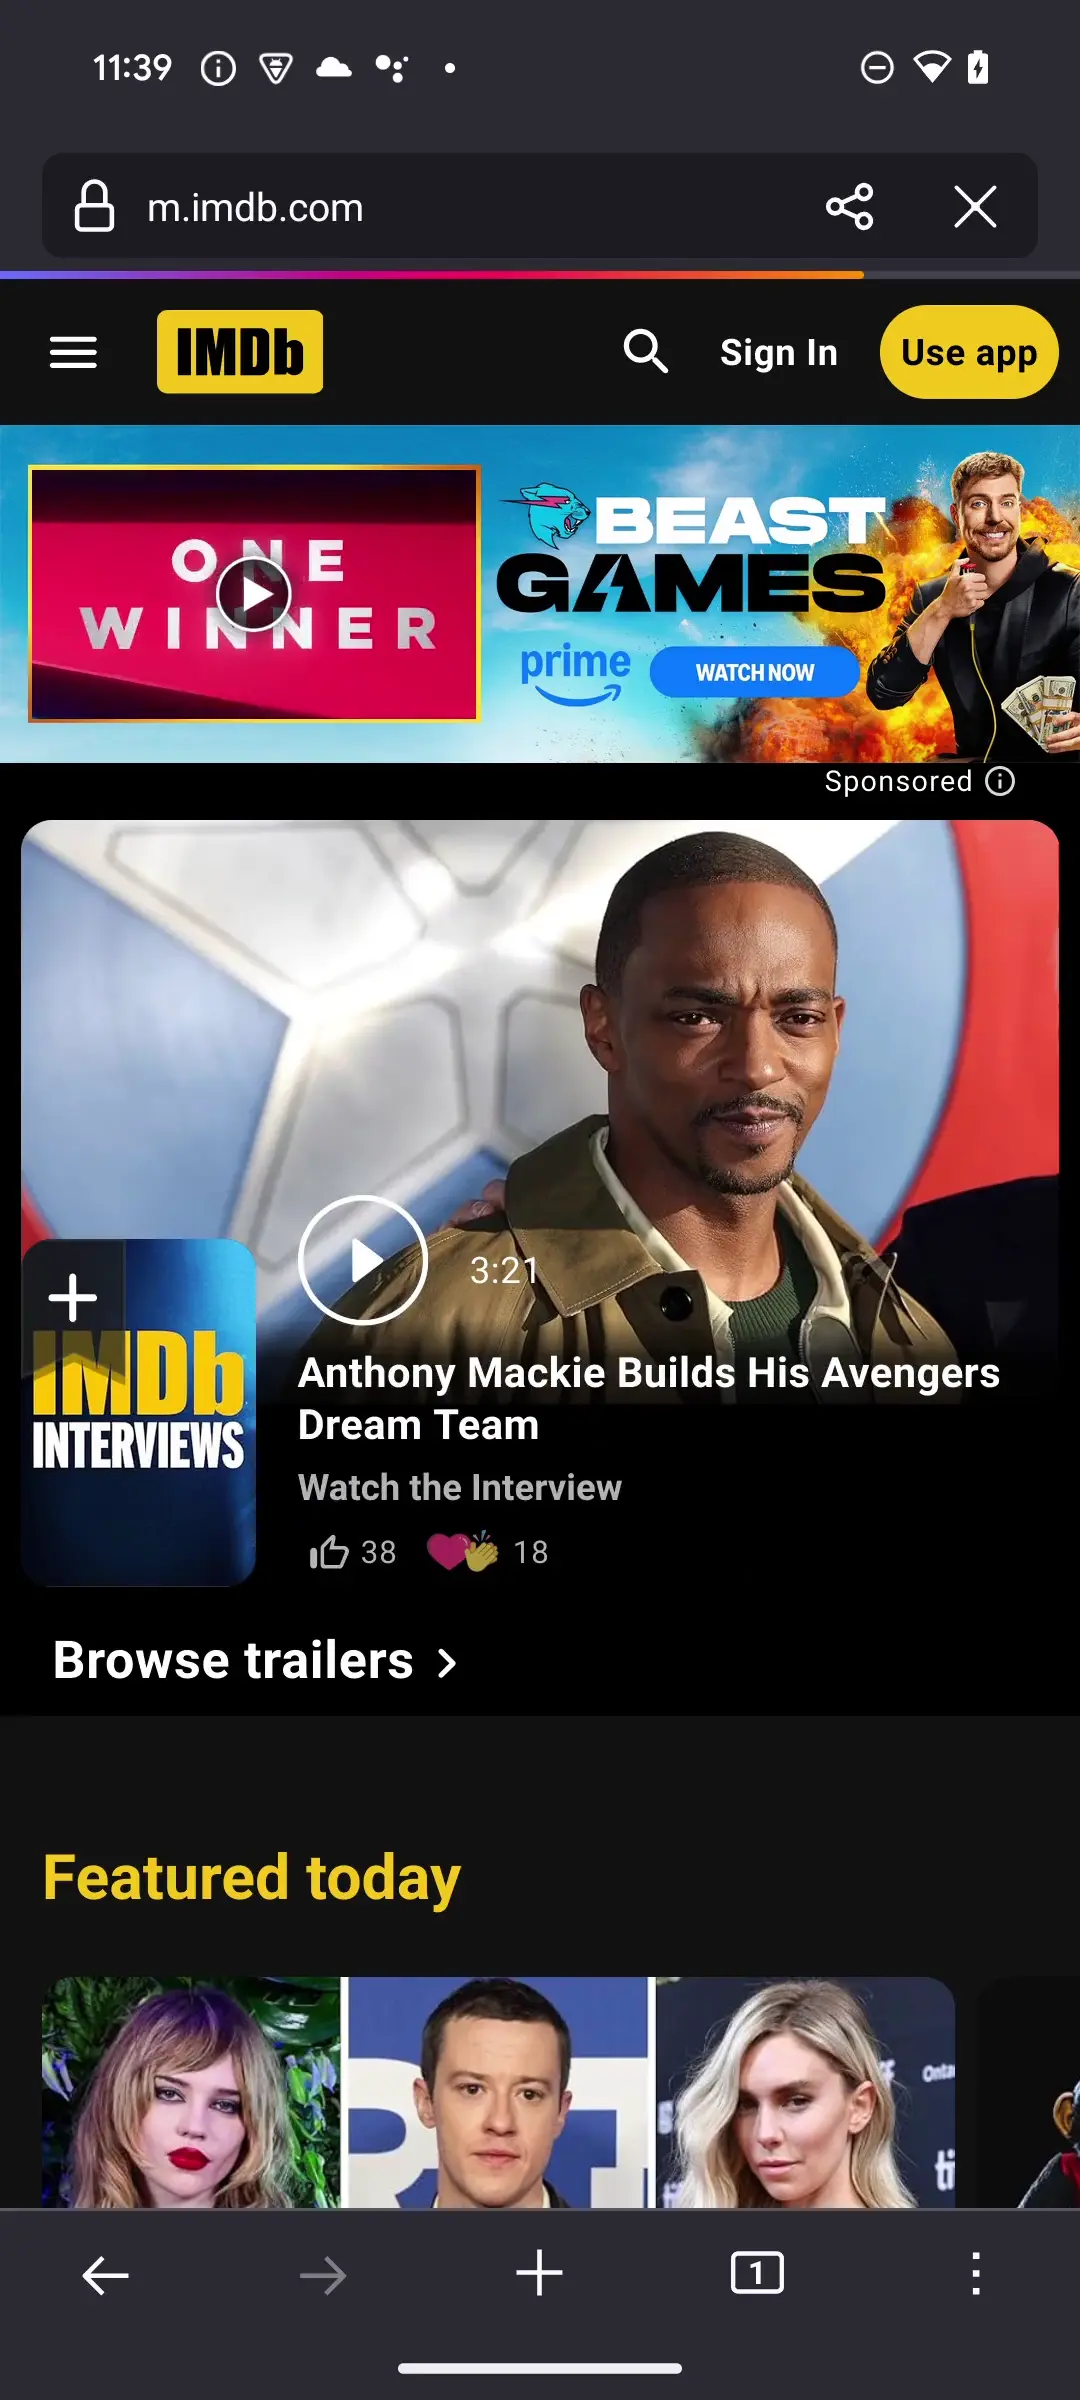 11:39
m.imdb.com
IMDb
Sign In
Use app
ONE
WINNER
BEAST
GAMES
prime
WATCH NOW
Sponsored
3:21
IMDb
INTERVIEWS
Anthony Mackie Builds His Avengers
Dream Team
Watch the Interview
38
18
Browse trailers
Featured today
1